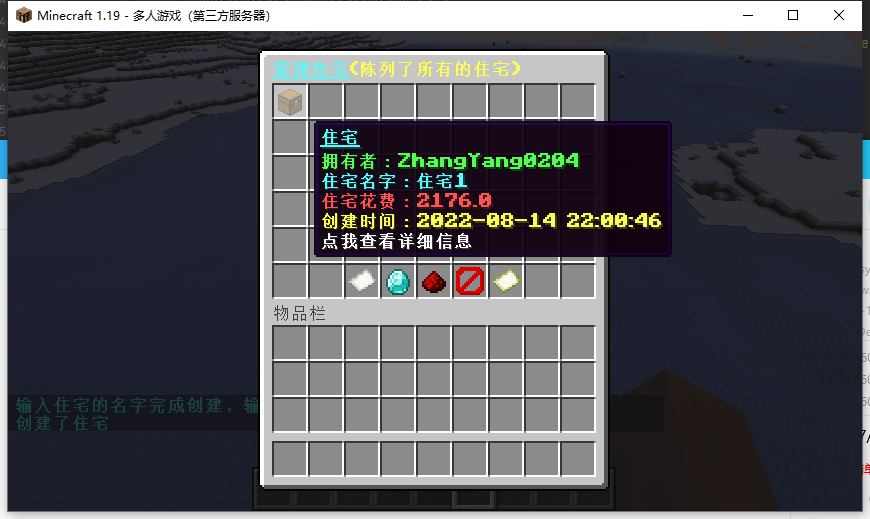 Minecraft 1.19 - 多人游戏（第三方服务器）
管理住宅《陈列了所有的住宅》
住宅
拥有者：ZhangYang0204
住宅名字：住宅1
住宅花费：2176.0
创建时间：2022-08-14 22:00:46
点我查看详细信息
物品栏
输入住宅的名字完成创建，输
创建了住宅